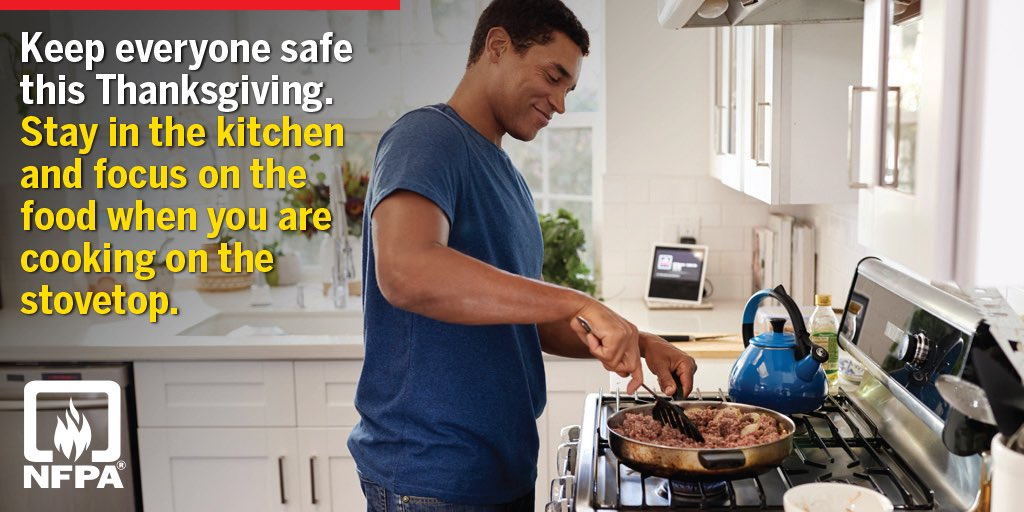 Keep everyone safe
this Thanksgiving.
Stay in the kitchen
and focus on the
food when you are
cooking on the
stovetop.
NFPA®